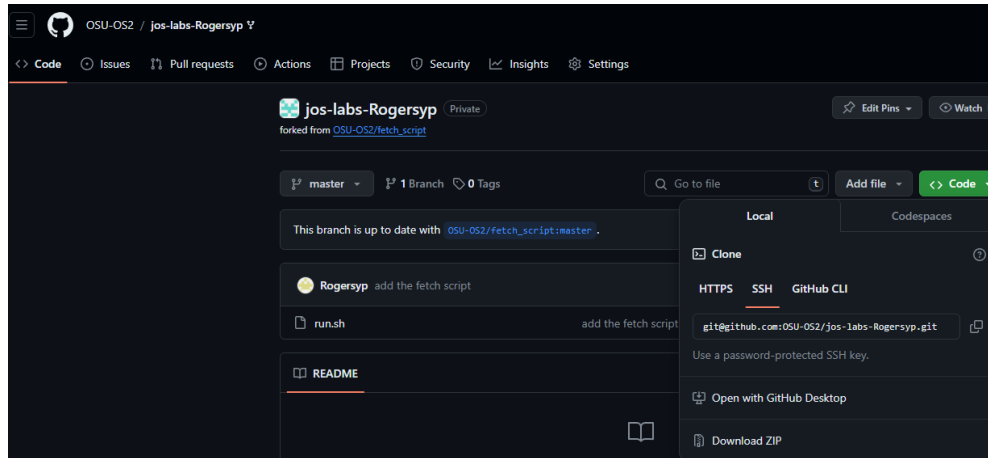 OSU-OS2 / jos-labs-Rogersyp
Code Issues Pull requests Actions Projects Security Insights Settings
jos-labs-Rogersyp Private Edit Pins Watch
forked from OSU-OS2/fetch_script
master 1 Branch 0 Tags Go to file t Add file Code
This branch is up to date with OSU-OS2/fetch_script:master .
Rogersyp add the fetch script
run.sh add the fetch script
README
Local Codespaces
Clone
HTTPS SSH GitHub CLI
git@github.com:OSU-OS2/jos-labs-Rogersyp.git
Use a password-protected SSH key.
Open with GitHub Desktop
Download ZIP